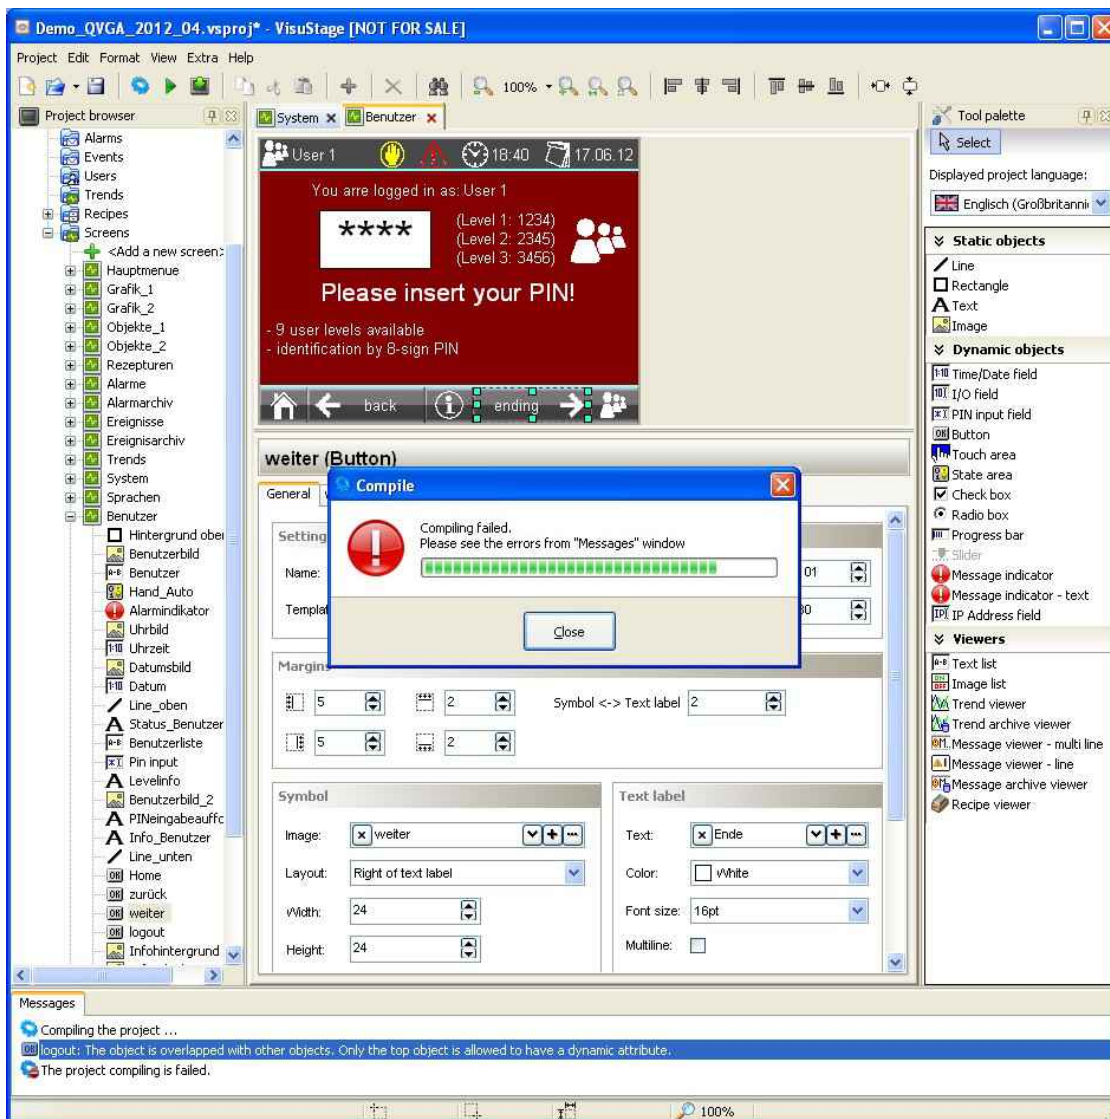 Demo_QVGA_2012_04.vsproj* - VisuStage [NOT FOR SALE]
Project Edit Format View Extra Help
100%
Project browser
Alarms
Events
Users
Trends
Recipes
Screens
<Add a new screen>
Hauptmenue
Grafik_1
Grafik_2
Objekte_1
Objekte_2
Rezepturen
Alarme
Alarmarchiv
Ereignisse
Ereignisarchiv
Trends
System
Sprachen
Benutzer
Hintergrund ober
Benutzerbild
Benutzer
Hand_Auto
Alarmindikator
Uhrbild
Uhrzeit
Datumsbild
Datum
Line_oben
Status_Benutzer
Benutzerliste
Pin input
Levelinfo
Benutzerbild_2
PINeingabeauffc
Info_Benutzer
Line_unten
Home
zurück
weiter
logout
Infohintergrund
System
Benutzer
User 1 18:40 17.06.12
You arre logged in as: User 1
****
(Level 1: 1234)
(Level 2: 2345)
(Level 3: 3456)
Please insert your PIN!
- 9 user levels available
- identification by 8-sign PIN
back ending
weiter (Button)
General
Setting
Name:
Templat
01
30
Compile
Compiling failed.
Please see the errors from "Messages" window
Close
Margins
5 2 Symbol <-> Text label 2
5 2
Symbol
Image: weiter
Layout: Right of text label
Width: 24
Height: 24
Text label
Text: Ende
Color: White
Font size: 16pt
Multiline:
Tool palette
Select
Displayed project language:
Englisch (Großbritanni
Static objects
Line
Rectangle
Text
Image
Dynamic objects
Time/Date field
I/O field
PIN input field
Button
Touch area
State area
Check box
Radio box
Progress bar
Slider
Message indicator
Message indicator - text
IP Address field
Viewers
Text list
Image list
Trend viewer
Trend archive viewer
Message viewer - multi line
Message viewer - line
Message archive viewer
Recipe viewer
Messages
Compiling the project ...
logout: The object is overlapped with other objects. Only the top object is allowed to have a dynamic attribute.
The project compiling is failed.
100%